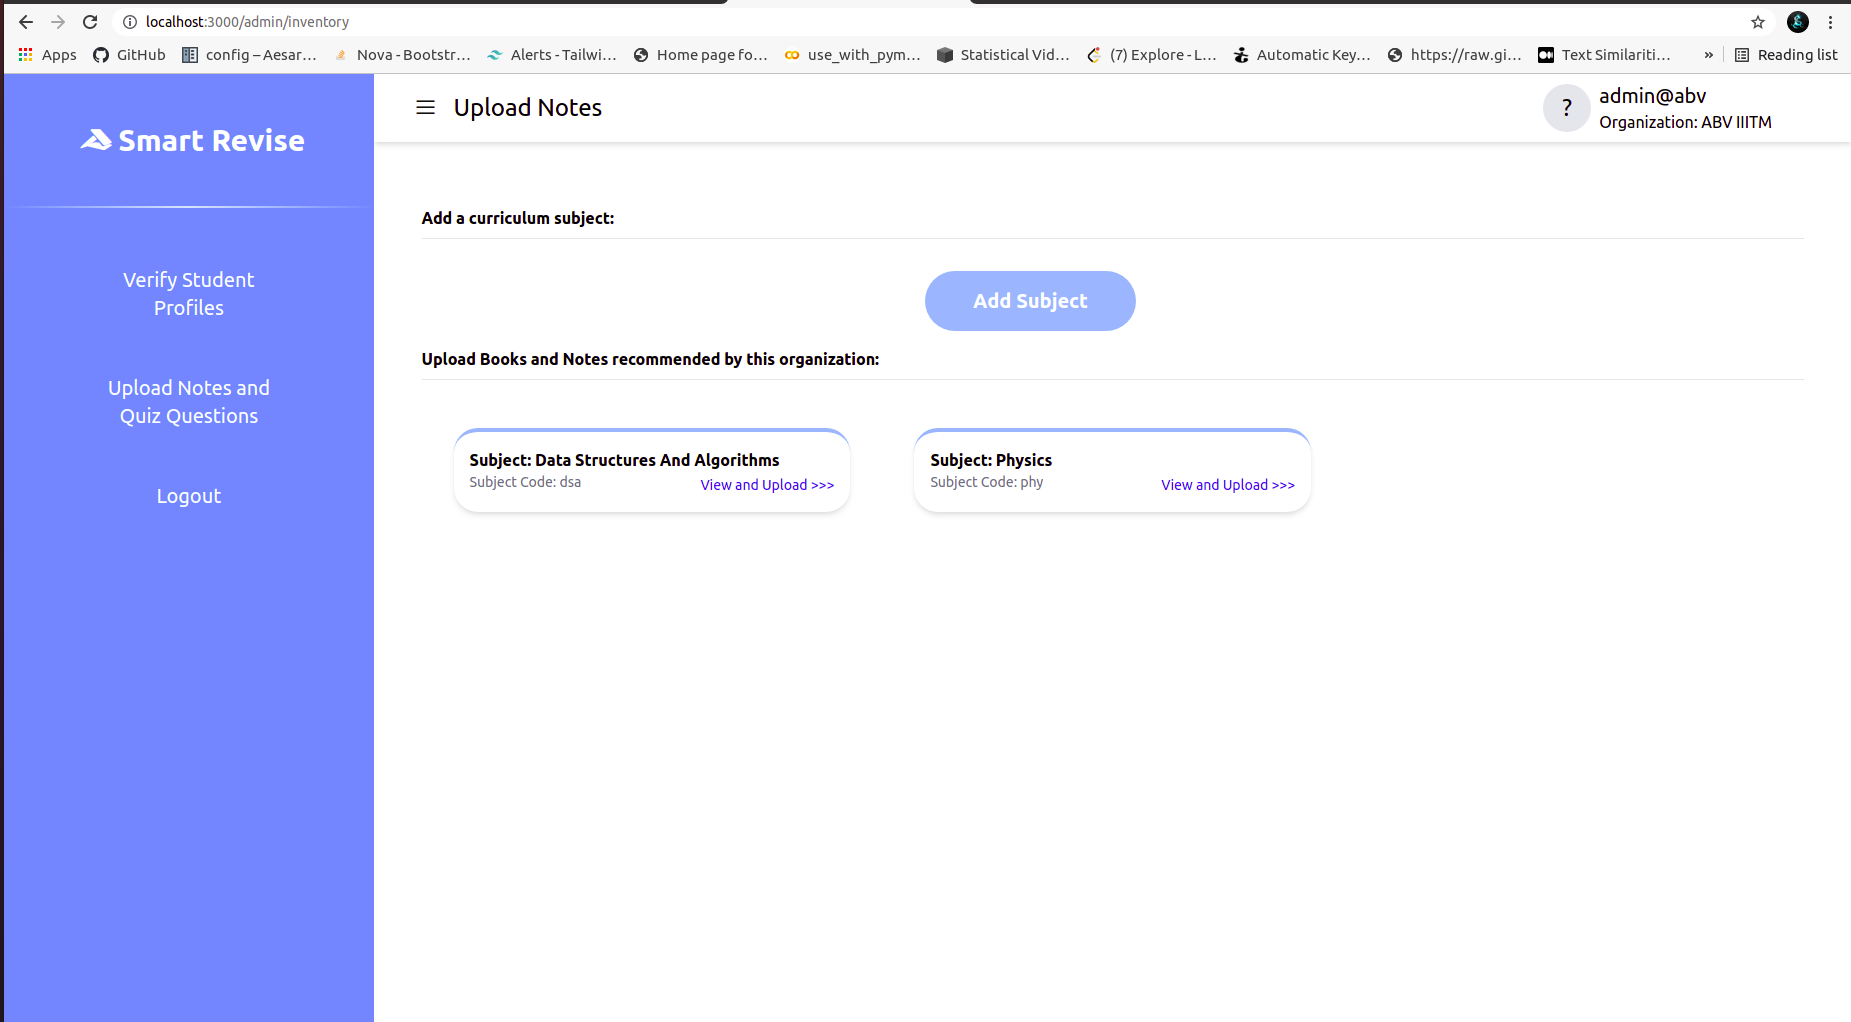 localhost:3000/admin/inventory
Apps GitHub config – Aesar... Nova - Bootstr... Alerts - Tailwi... Home page fo... use_with_pym... Statistical Vid... (7) Explore - L... Automatic Key... https://raw.gi... Text Similariti... » Reading list
Smart Revise
Verify Student
Profiles
Upload Notes and
Quiz Questions
Logout
Upload Notes
?
admin@abv
Organization: ABV IIITM
Add a curriculum subject:
Add Subject
Upload Books and Notes recommended by this organization:
Subject: Data Structures And Algorithms
Subject Code: dsa
View and Upload >>>
Subject: Physics
Subject Code: phy
View and Upload >>>